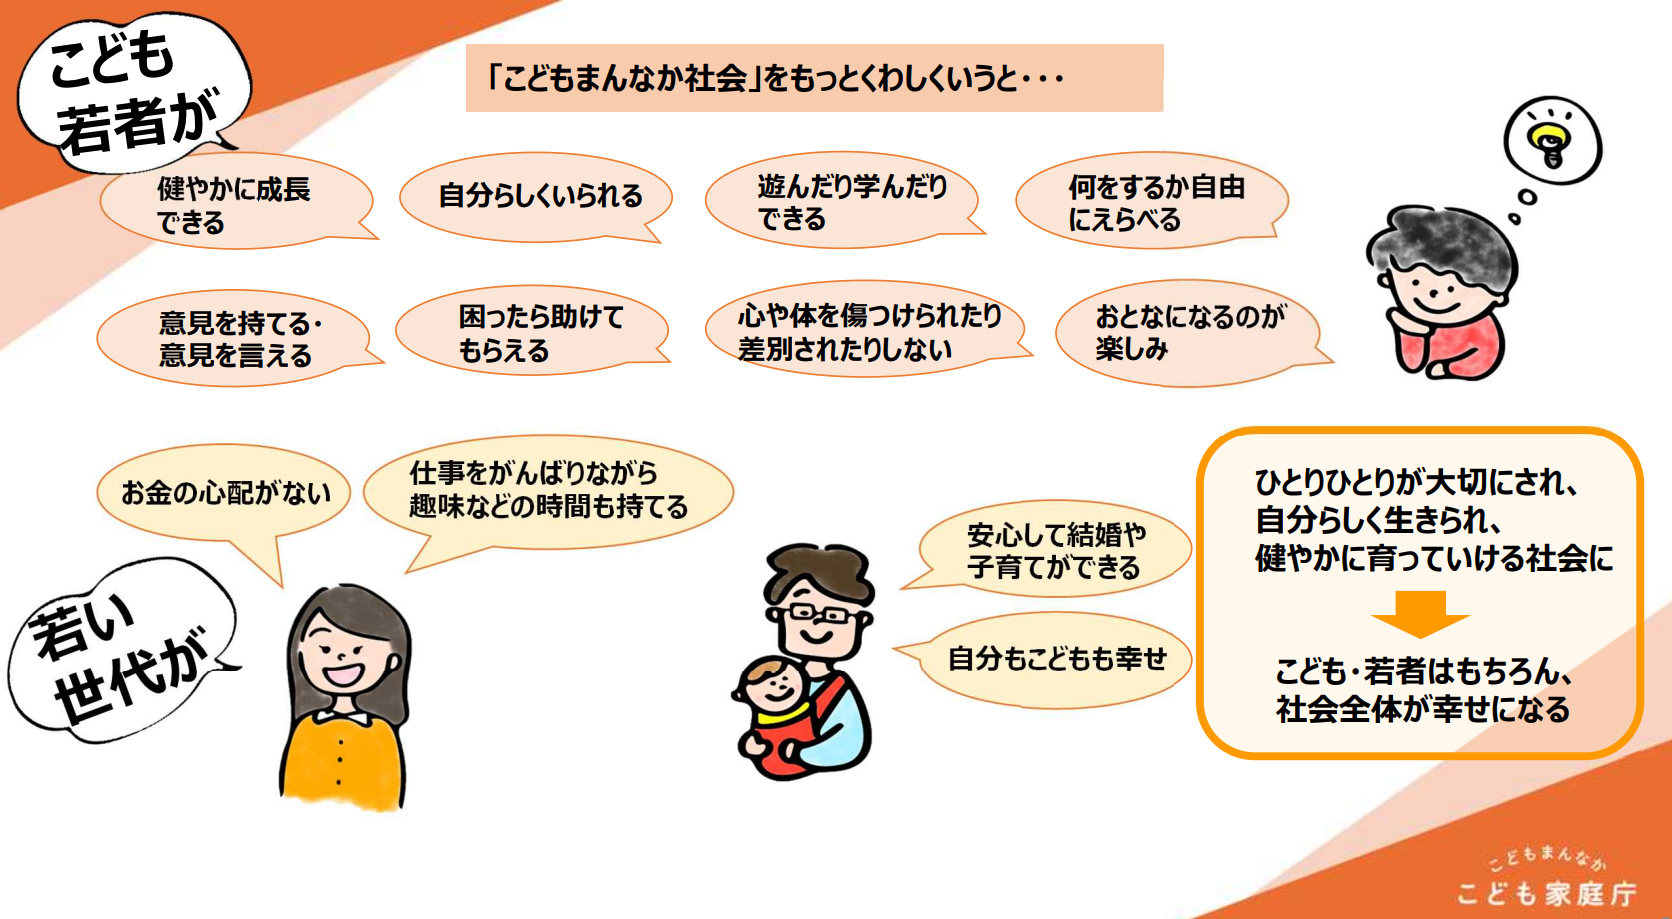 こども
若者が
「こどもまんなか社会」をもっとくわしくいうと・・・
健やかに成長
できる
自分らしくいられる
遊んだり学んだり
できる
何をするか自由
にえらべる
意見を持てる・
意見を言える
困ったら助けて
もらえる
心や体を傷つけられたり
差別されたりしない
おとなになるのが
楽しみ
若い
世代が
お金の心配がない
仕事をがんばりながら
趣味などの時間も持てる
安心して結婚や
子育てができる
自分もこどもも幸せ
ひとりひとりが大切にされ、
自分らしく生きられ、
健やかに育っていける社会に
こども・若者はもちろん、
社会全体が幸せになる
こどもまんなか
こども家庭庁